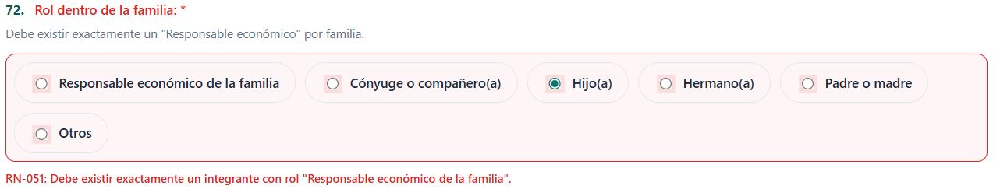 72. Rol dentro de la familia: *
Debe existir exactamente un "Responsable económico" por familia.
Responsable económico de la familia Cónyuge o compañero(a) Hijo(a) Hermano(a) Padre o madre
Otros
RN-051: Debe existir exactamente un integrante con rol "Responsable económico de la familia".